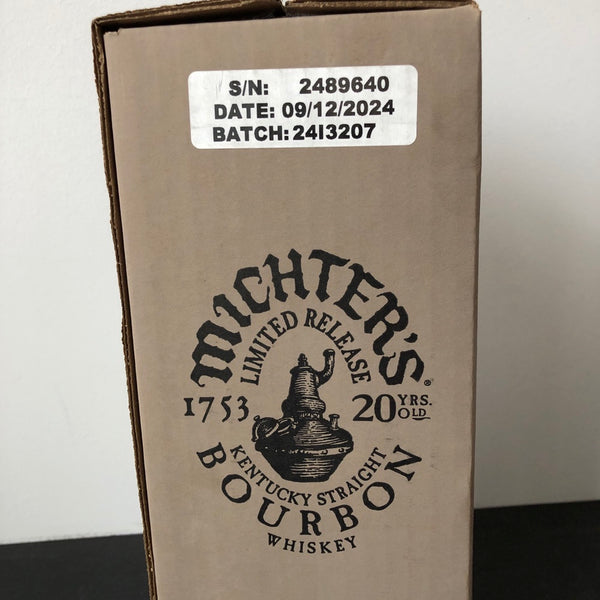 S/N: 2489640
DATE: 09/12/2024
BATCH: 24I3207
MICHTER'S®
LIMITED RELEASE
1753 20 YRS. OLD
KENTUCKY STRAIGHT
BOURBON
WHISKEY